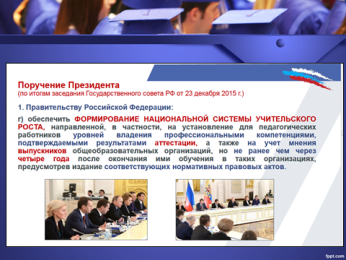 Поручение Президента
(по итогам заседания Государственного совета РФ от 23 декабря 2015 г.)
1. Правительству Российской Федерации:
г) обеспечить ФОРМИРОВАНИЕ НАЦИОНАЛЬНОЙ СИСТЕМЫ УЧИТЕЛЬСКОГО
РОСТА, направленной, в частности, на установление для педагогических
работников уровней владения профессиональными компетенциями,
подтверждаемыми результатами аттестации, а также на учет мнения
выпускников общеобразовательных организаций, но не ранее чем через
четыре года после окончания ими обучения в таких организациях,
предусмотрев издание соответствующих нормативных правовых актов.
fppt.com